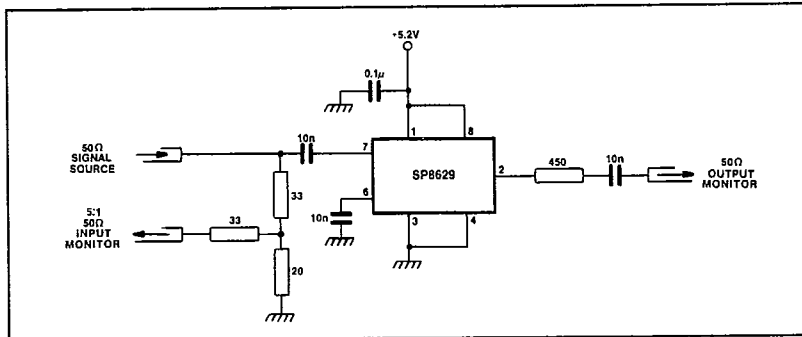 +5.2V
0.1μ
1
8
50Ω
SIGNAL
SOURCE
10n
7
SP8629
2
450
10n
50Ω
OUTPUT
MONITOR
33
6
10n
5:1
50Ω
INPUT
MONITOR
33
3
4
20